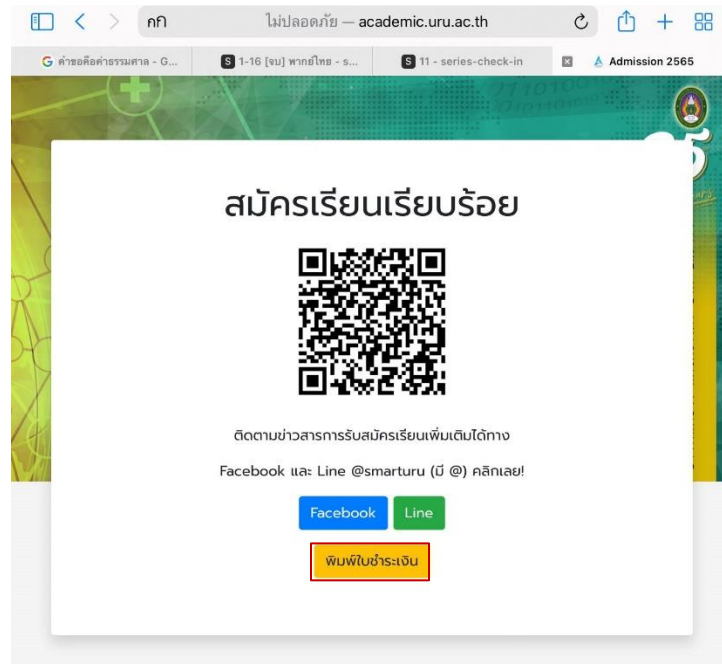 กกิ ไม่ปลอดภัย — academic.uru.ac.th
G ค่าขอคือค่าธรรมศาล - G... S 1-16 [จบ] พากย์ไทย - s... S 11 - series-check-in Admission 2565
สมัครเรียนเรียบร้อย
ติดตามข่าวสารการรับสมัครเรียนเพิ่มเติมได้ทาง
Facebook และ Line @smarturu (มี @) คลิกเลย!
Facebook Line
พิมพ์ใบชำระเงิน